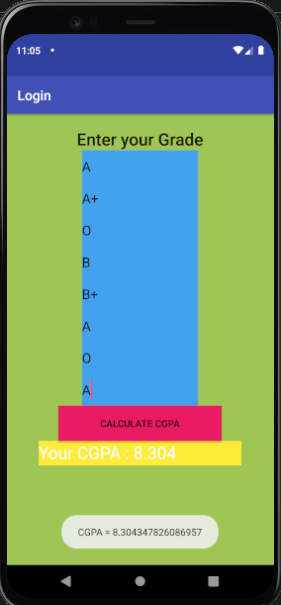 11:05
Login
Enter your Grade
A
A+
O
B
B+
A
O
A
CALCULATE CGPA
Your CGPA : 8.304
CGPA = 8.304347826086957